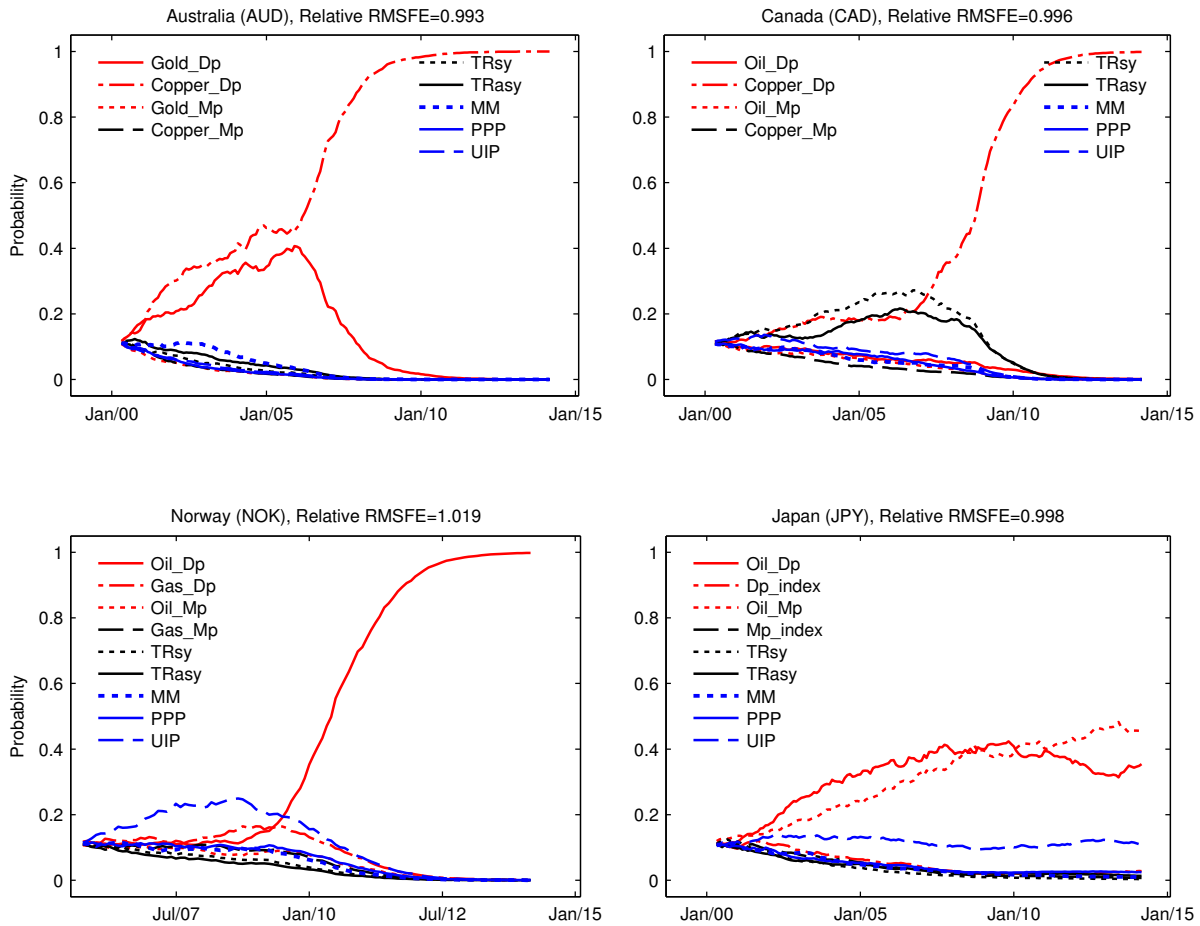 Australia (AUD), Relative RMSFE=0.993
Probability
1
0.8
0.6
0.4
0.2
0
Gold_Dp
Copper_Dp
Gold_Mp
Copper_Mp
TRsy
TRasy
MM
PPP
UIP
Jan/00
Jan/05
Jan/10
Jan/15
Canada (CAD), Relative RMSFE=0.996
1
0.8
0.6
0.4
0.2
0
Oil_Dp
Copper_Dp
Oil_Mp
Copper_Mp
TRsy
TRasy
MM
PPP
UIP
Jan/00
Jan/05
Jan/10
Jan/15
Norway (NOK), Relative RMSFE=1.019
Probability
1
0.8
0.6
0.4
0.2
0
Oil_Dp
Gas_Dp
Oil_Mp
Gas_Mp
TRsy
TRasy
MM
PPP
UIP
Jul/07
Jan/10
Jul/12
Jan/15
Japan (JPY), Relative RMSFE=0.998
1
0.8
0.6
0.4
0.2
0
Oil_Dp
Dp_index
Oil_Mp
Mp_index
TRsy
TRasy
MM
PPP
UIP
Jan/00
Jan/05
Jan/10
Jan/15